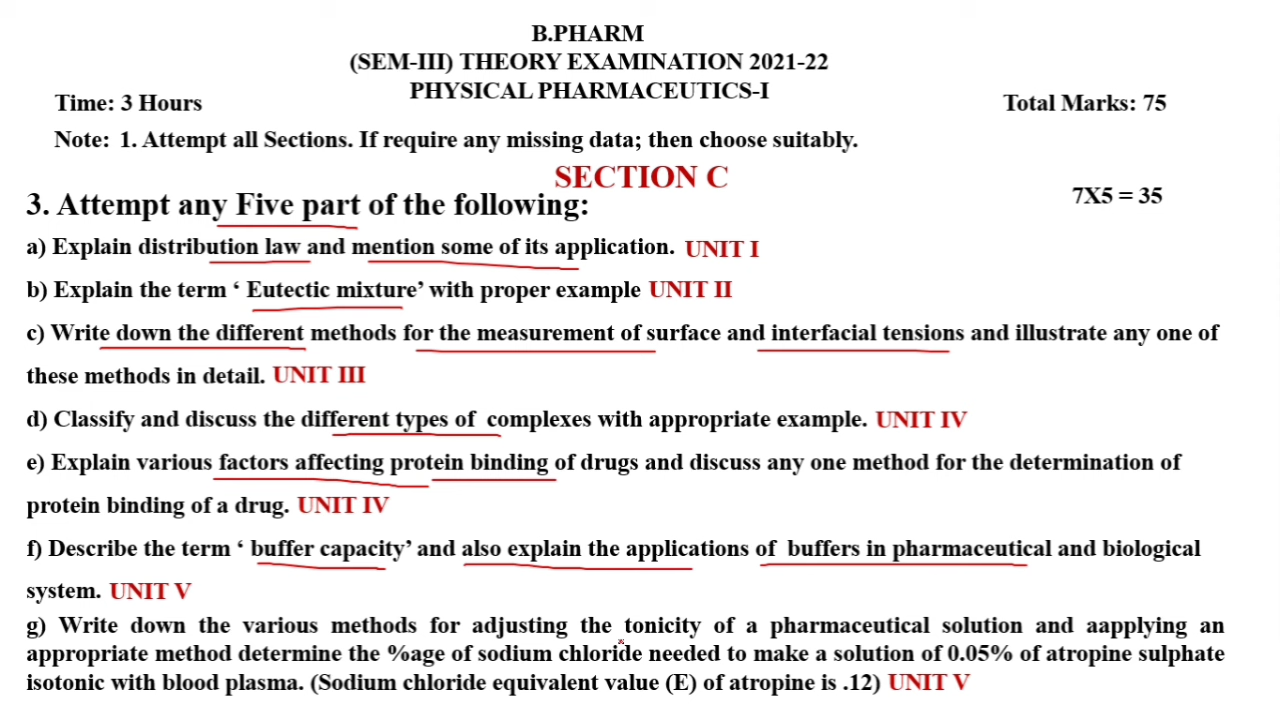 B.PHARM
(SEM-III) THEORY EXAMINATION 2021-22
PHYSICAL PHARMACEUTICS-I
Time: 3 Hours
Total Marks: 75
Note: 1. Attempt all Sections. If require any missing data; then choose suitably.
SECTION C
3. Attempt any Five part of the following:
7X5 = 35
a) Explain distribution law and mention some of its application. UNIT I
b) Explain the term ‘ Eutectic mixture’ with proper example UNIT II
c) Write down the different methods for the measurement of surface and interfacial tensions and illustrate any one of
these methods in detail. UNIT III
d) Classify and discuss the different types of complexes with appropriate example. UNIT IV
e) Explain various factors affecting protein binding of drugs and discuss any one method for the determination of
protein binding of a drug. UNIT IV
f) Describe the term ‘ buffer capacity’ and also explain the applications of buffers in pharmaceutical and biological
system. UNIT V
g) Write down the various methods for adjusting the tonicity of a pharmaceutical solution and aapplying an
appropriate method determine the %age of sodium chloride needed to make a solution of 0.05% of atropine sulphate
isotonic with blood plasma. (Sodium chloride equivalent value (E) of atropine is .12) UNIT V